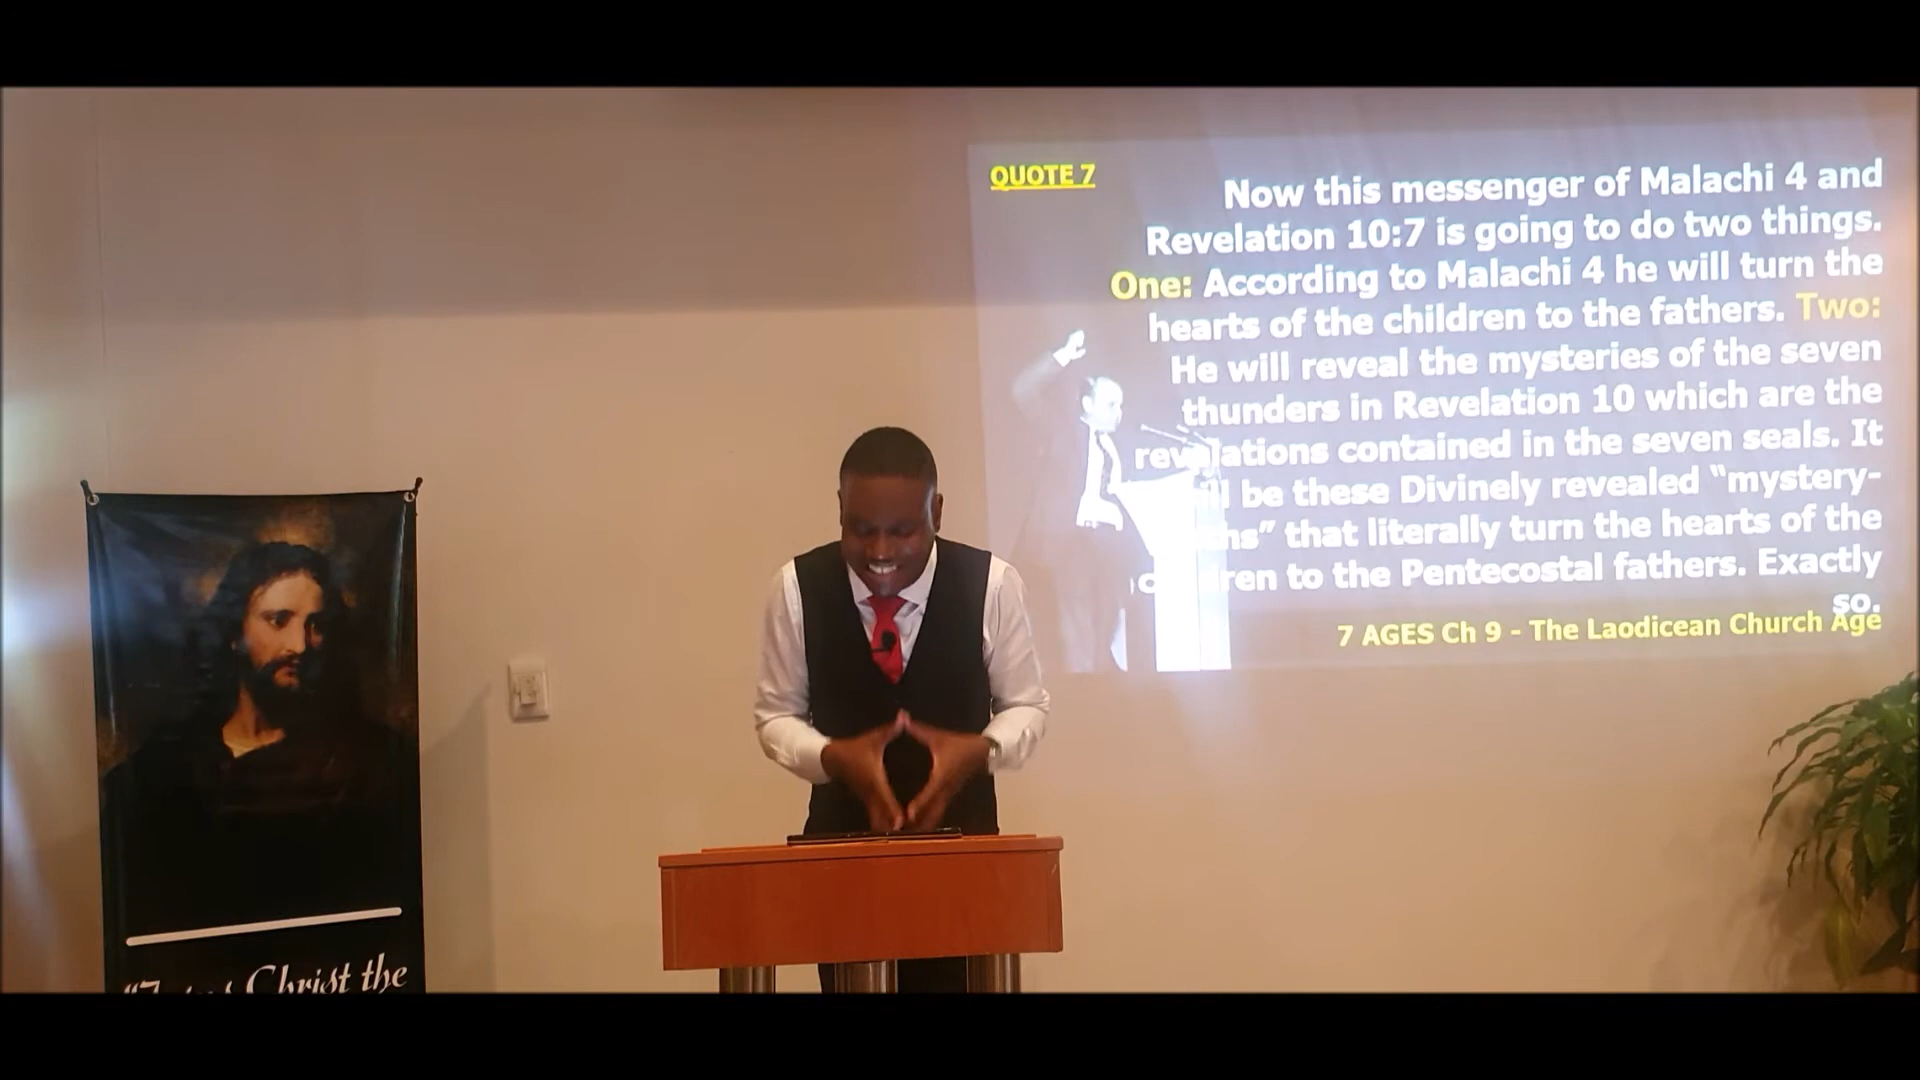 QUOTE 7
Now this messenger of Malachi 4 and
Revelation 10:7 is going to do two things.
One: According to Malachi 4 he will turn the
hearts of the children to the fathers. Two:
He will reveal the mysteries of the seven
thunders in Revelation 10 which are the
revelations contained in the seven seals. It
be these Divinely revealed “mystery-
that literally turn the hearts of the
to the Pentecostal fathers. Exactly
so.
7 AGES Ch 9 - The Laodicean Church Age
Christ the